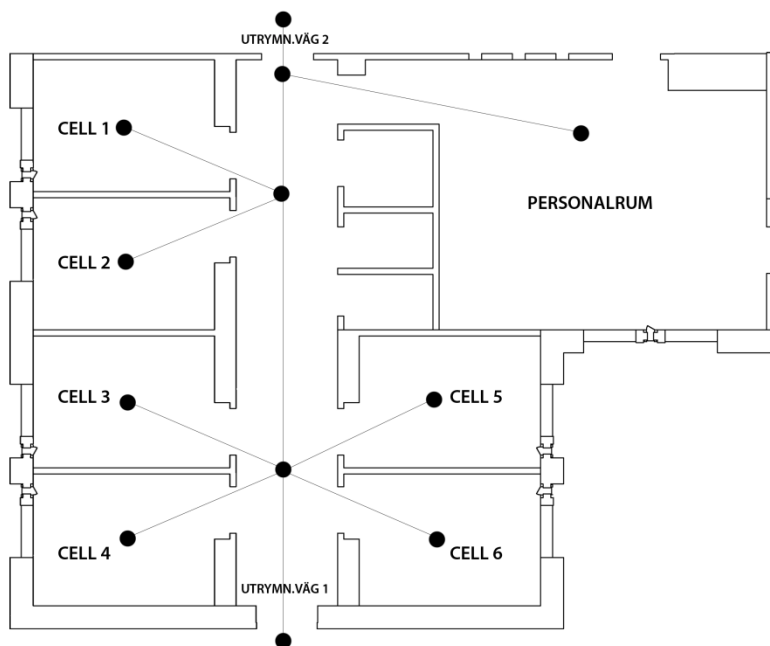 UTRYMN.VÄG 2
CELL 1
PERSONALRUM
CELL 2
CELL 3
CELL 5
CELL 4
CELL 6
UTRYMN.VÄG 1